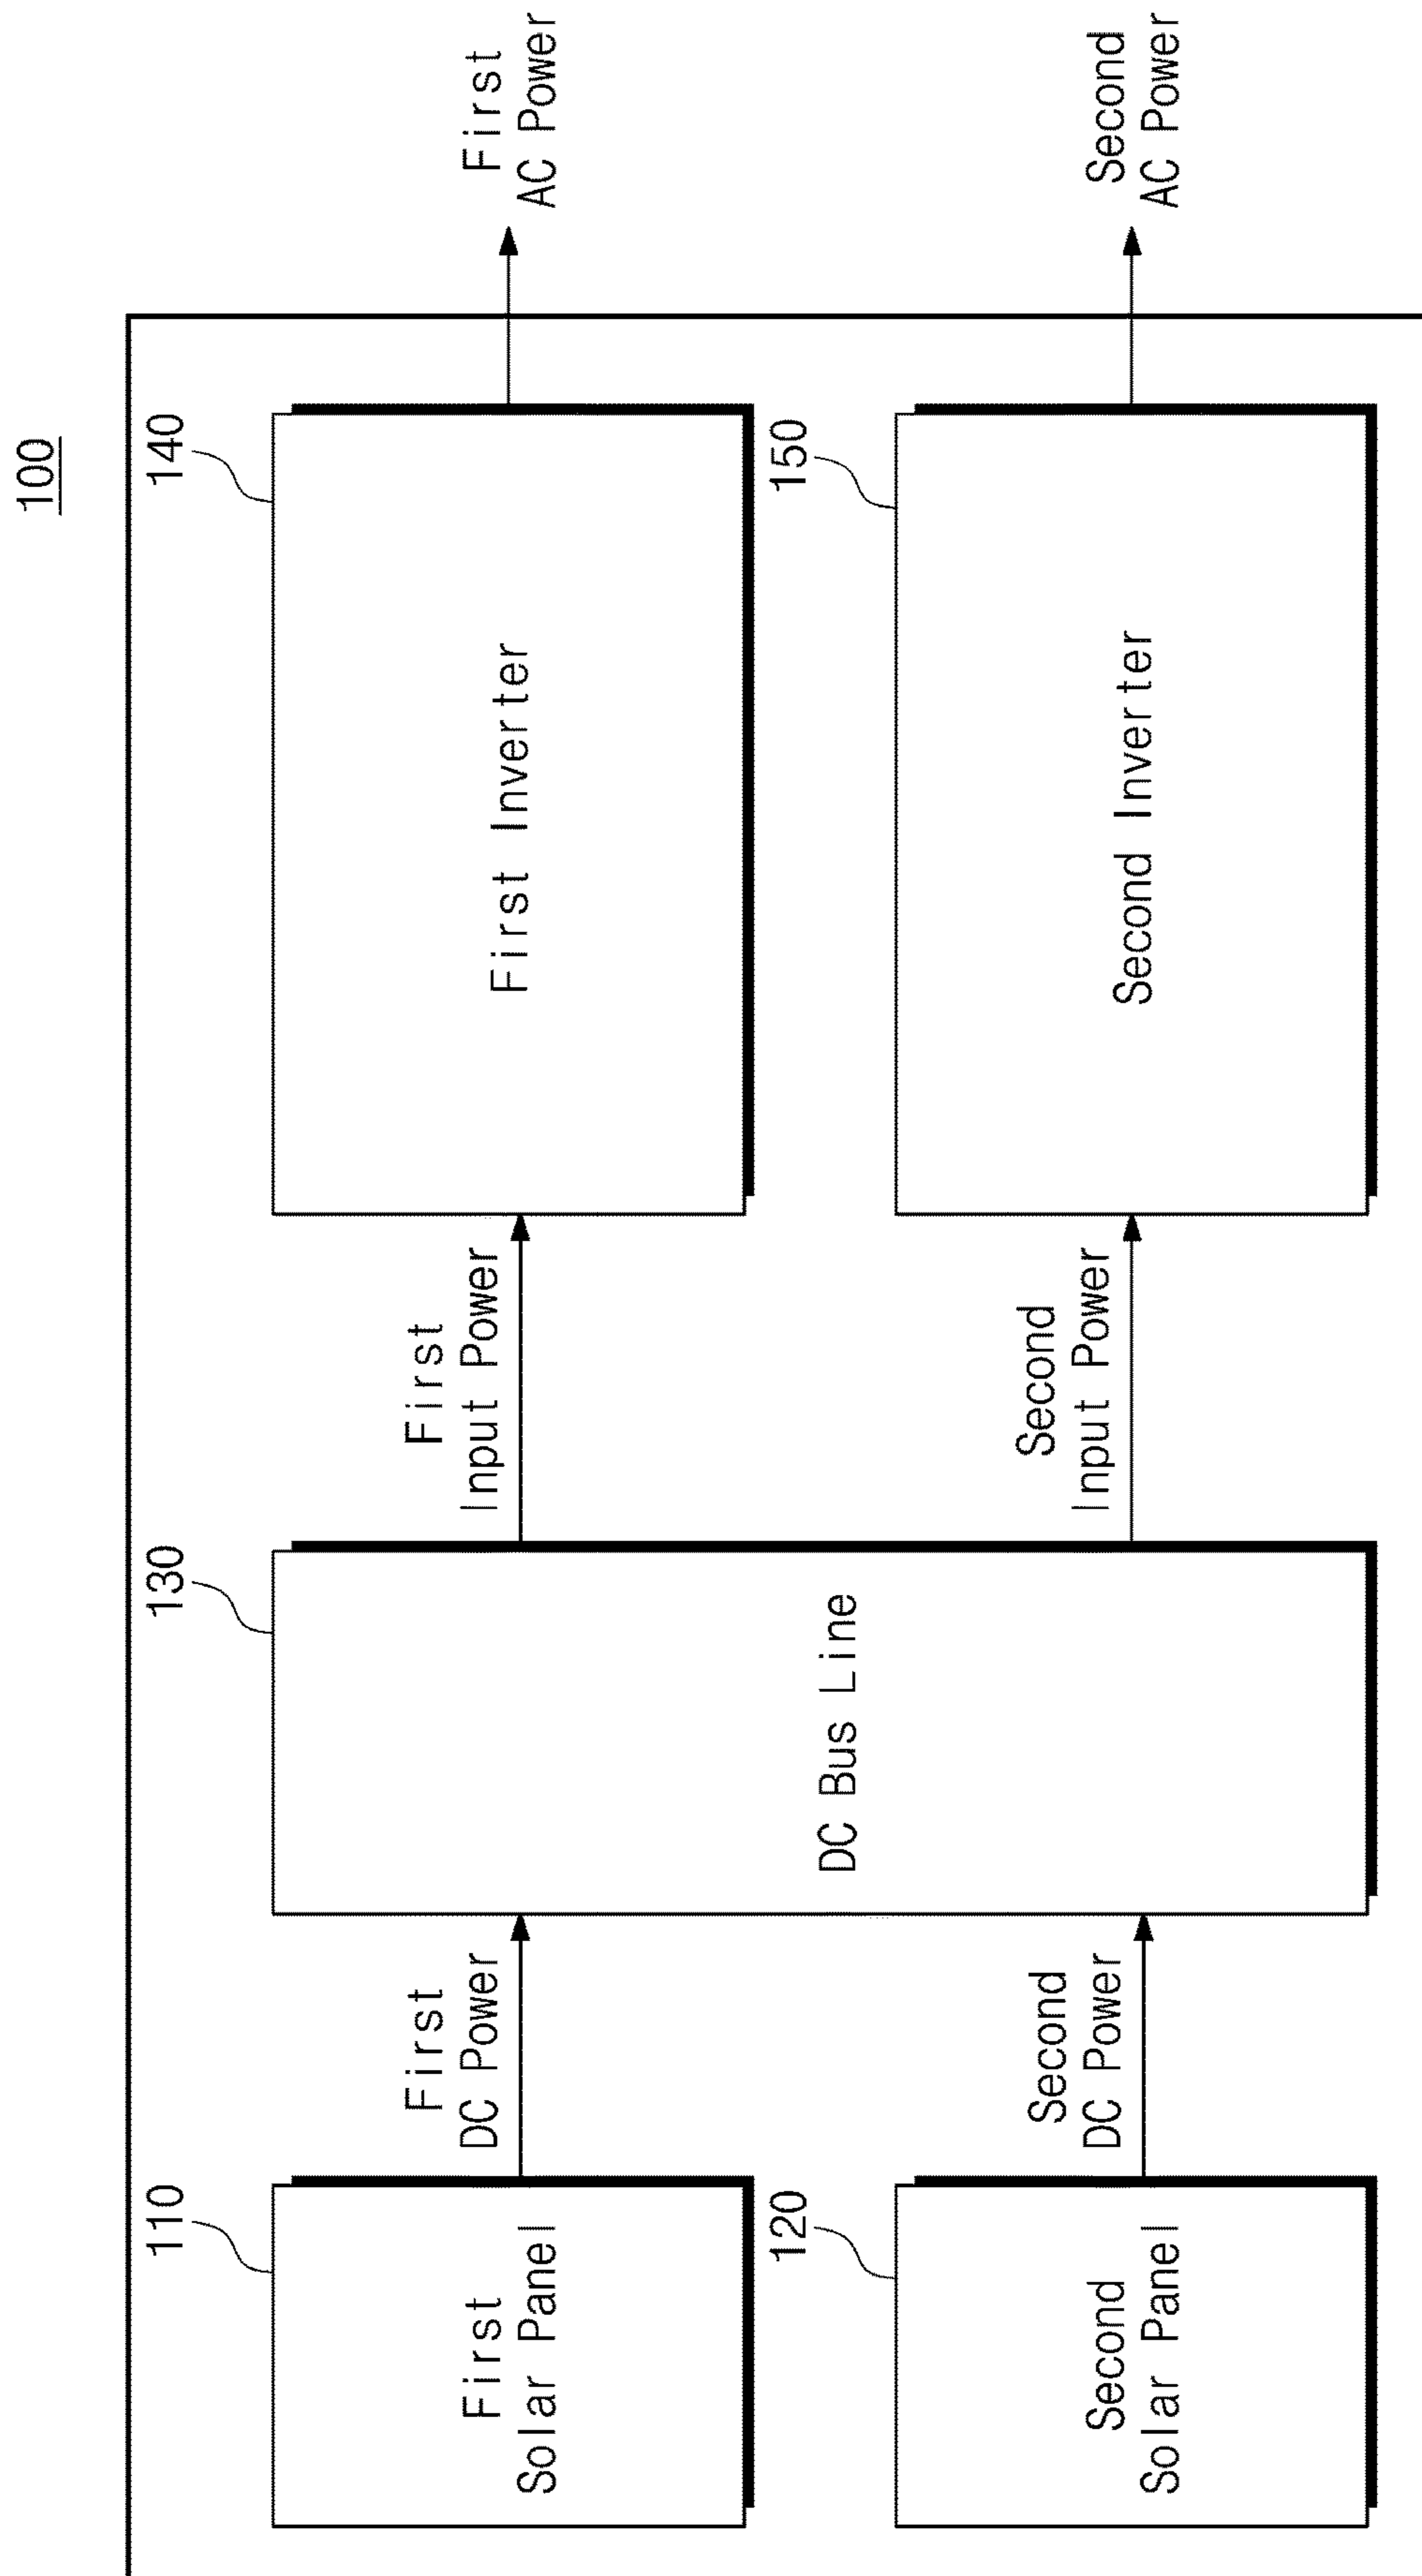 100
110
First
Solar Panel
First
DC Power
130
DC Bus Line
First
Input Power
140
First Inverter
First
AC Power
120
Second
Solar Panel
Second
DC Power
Second
Input Power
150
Second Inverter
Second
AC Power